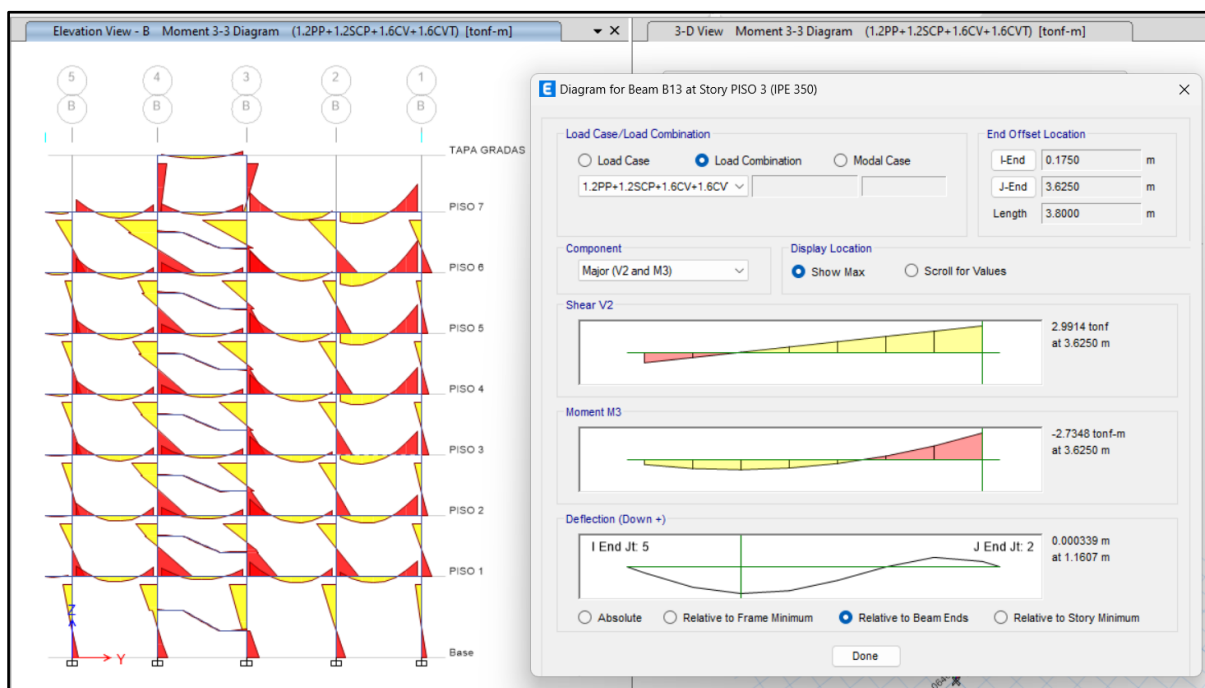 Elevation View - B Moment 3-3 Diagram (1.2PP+1.2SCP+1.6CV+1.6CVT) [tonf-m]
3-D View Moment 3-3 Diagram (1.2PP+1.2SCP+1.6CV+1.6CVT) [tonf-m]
5 4 3 2 1
B B B B B
TAPA GRADAS
PISO 7
PISO 6
PISO 5
PISO 4
PISO 3
PISO 2
PISO 1
Base
Z
Y
E Diagram for Beam B13 at Story PISO 3 (IPE 350)
Load Case/Load Combination
Load Case Load Combination Modal Case
1.2PP+1.2SCP+1.6CV+1.6CV
End Offset Location
I-End 0.1750 m
J-End 3.6250 m
Length 3.8000 m
Component
Major (V2 and M3)
Display Location
Show Max Scroll for Values
Shear V2
2.9914 tonf
at 3.6250 m
Moment M3
-2.7348 tonf-m
at 3.6250 m
Deflection (Down +)
I End Jt: 5 J End Jt: 2
0.000339 m
at 1.1607 m
Absolute Relative to Frame Minimum Relative to Beam Ends Relative to Story Minimum
Done